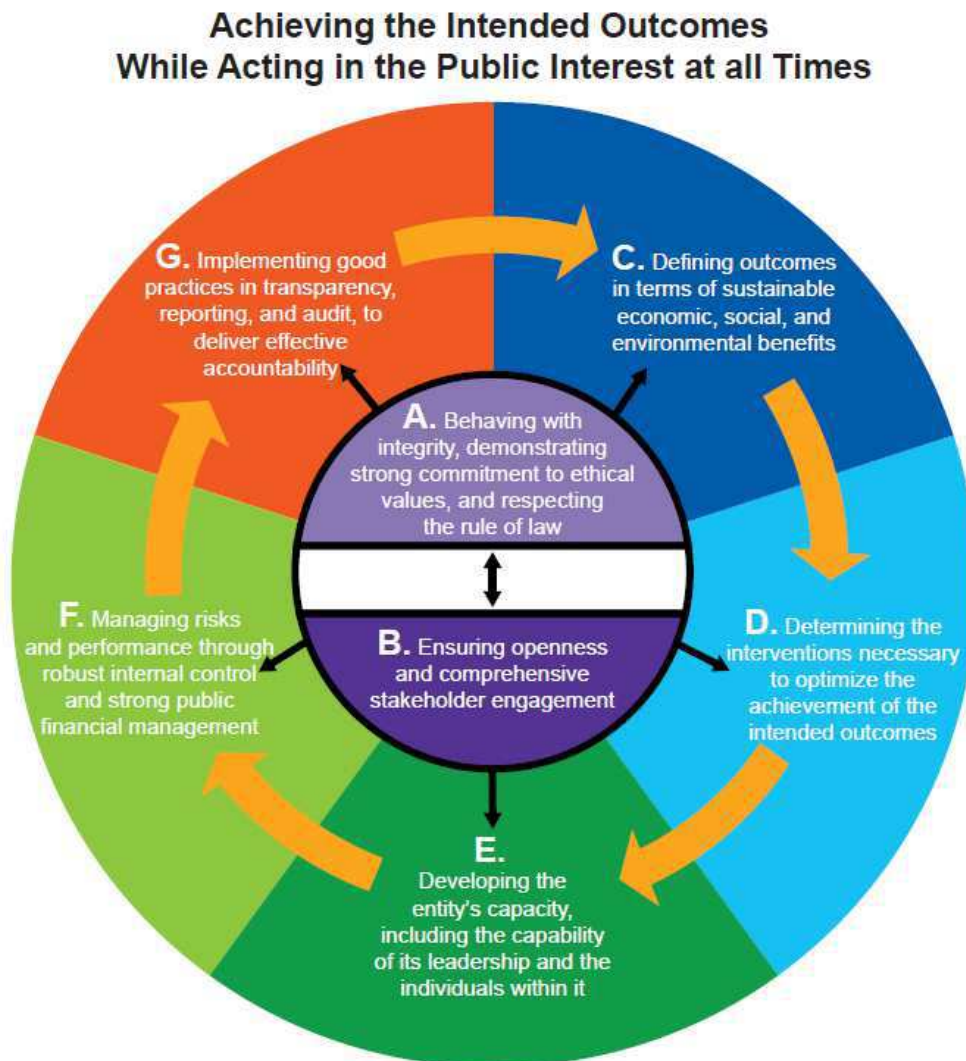 Achieving the Intended Outcomes
While Acting in the Public Interest at all Times
G. Implementing good
practices in transparency,
reporting, and audit, to
deliver effective
accountability
C. Defining outcomes
in terms of sustainable
economic, social, and
environmental benefits
A. Behaving with
integrity, demonstrating
strong commitment to ethical
values, and respecting
the rule of law
B. Ensuring openness
and comprehensive
stakeholder engagement
F. Managing risks
and performance through
robust internal control
and strong public
financial management
D. Determining the
interventions necessary
to optimize the
achievement of the
intended outcomes
E.
Developing the
entity's capacity,
including the capability
of its leadership and the
individuals within it